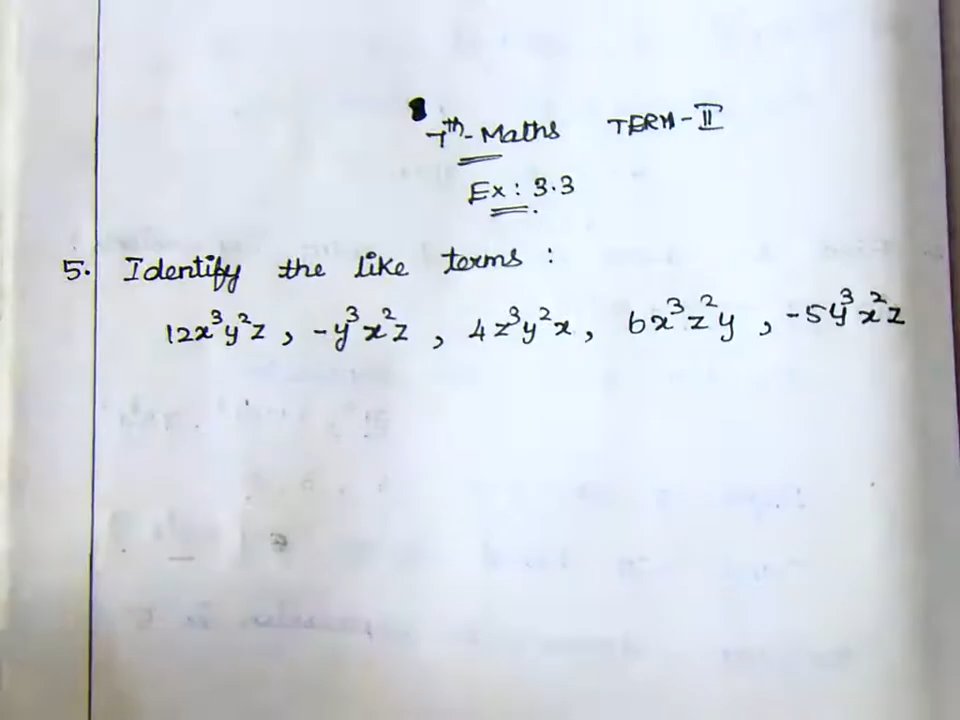 7th- Maths TERM-II
Ex: 3.3
5. Identify the like terms :
12x³y²z, -y³x²z, 4z³y²x, 6x³z²y, -5y³x²z